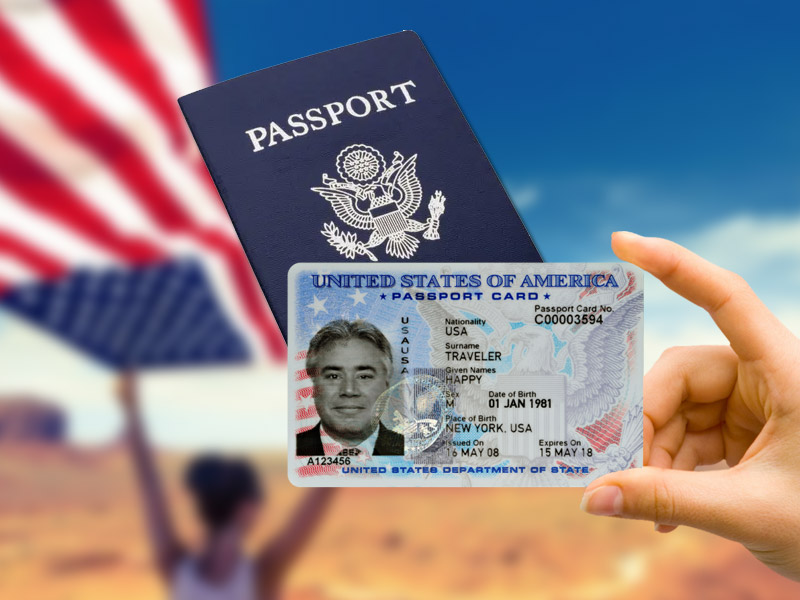 PASSPORT
UNITED STATES OF AMERICA
★ PASSPORT CARD ★
Passport Card No.
C00003594
USAUSA
Nationality
USA
Surname
TRAVELER
Given Names
HAPPY
Sex Date of Birth
M 01 JAN 1981
Place of Birth
NEW YORK, USA
Issued On Expires On
16 MAY 08 15 MAY 18
A123456
UNITED STATES DEPARTMENT OF STATE